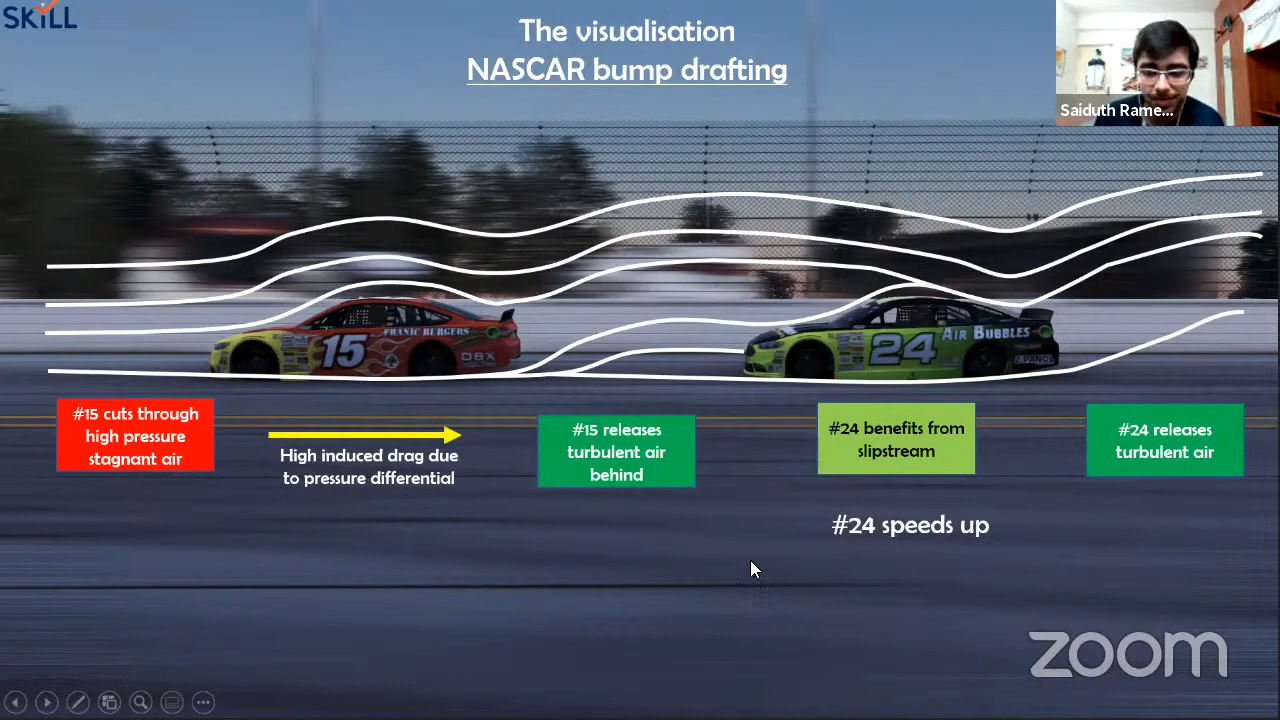 SKILL
The visualisation
NASCAR bump drafting
Saiduth Rame...
15
FRANIC BURGERS
DBX
24
AIR BUBBLES
#15 cuts through
high pressure
stagnant air
High induced drag due
to pressure differential
#15 releases
turbulent air
behind
#24 benefits from
slipstream
#24 releases
turbulent air
#24 speeds up
zoom